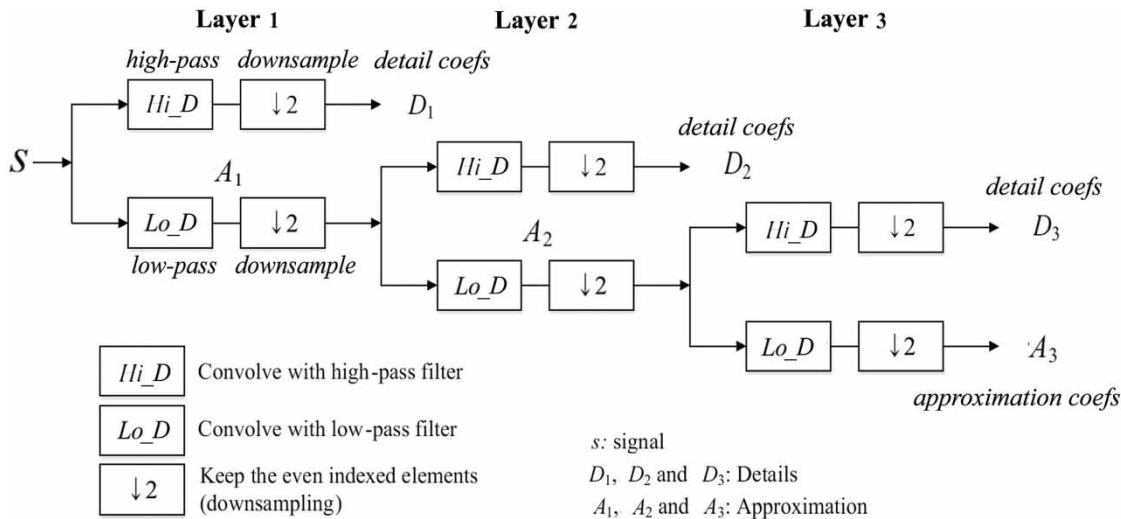 Layer 1 Layer 2 Layer 3
high-pass downsample detail coefs
Hi_D ↓2 D₁
detail coefs
S A₁ Hi_D ↓2 D₂
detail coefs
Lo_D ↓2 A₂ Hi_D ↓2 D₃
low-pass downsample
Lo_D ↓2
Lo_D ↓2 A₃
approximation coefs
Hi_D Convolve with high-pass filter
Lo_D Convolve with low-pass filter
↓2 Keep the even indexed elements
(downsampling)
s: signal
D₁, D₂ and D₃: Details
A₁, A₂ and A₃: Approximation